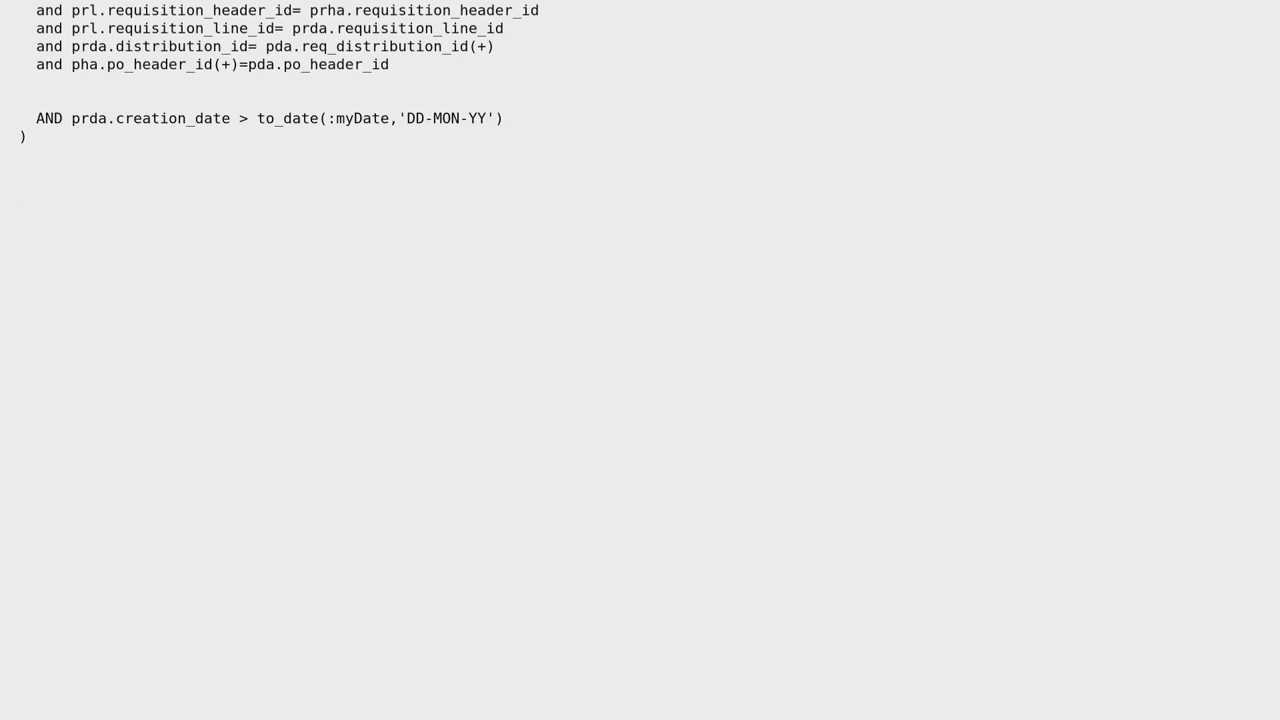 and prl.requisition_header_id= prha.requisition_header_id
and prl.requisition_line_id= prda.requisition_line_id
and prda.distribution_id= pda.req_distribution_id(+)
and pha.po_header_id(+)=pda.po_header_id
AND prda.creation_date > to_date(:myDate,'DD-MON-YY')
)